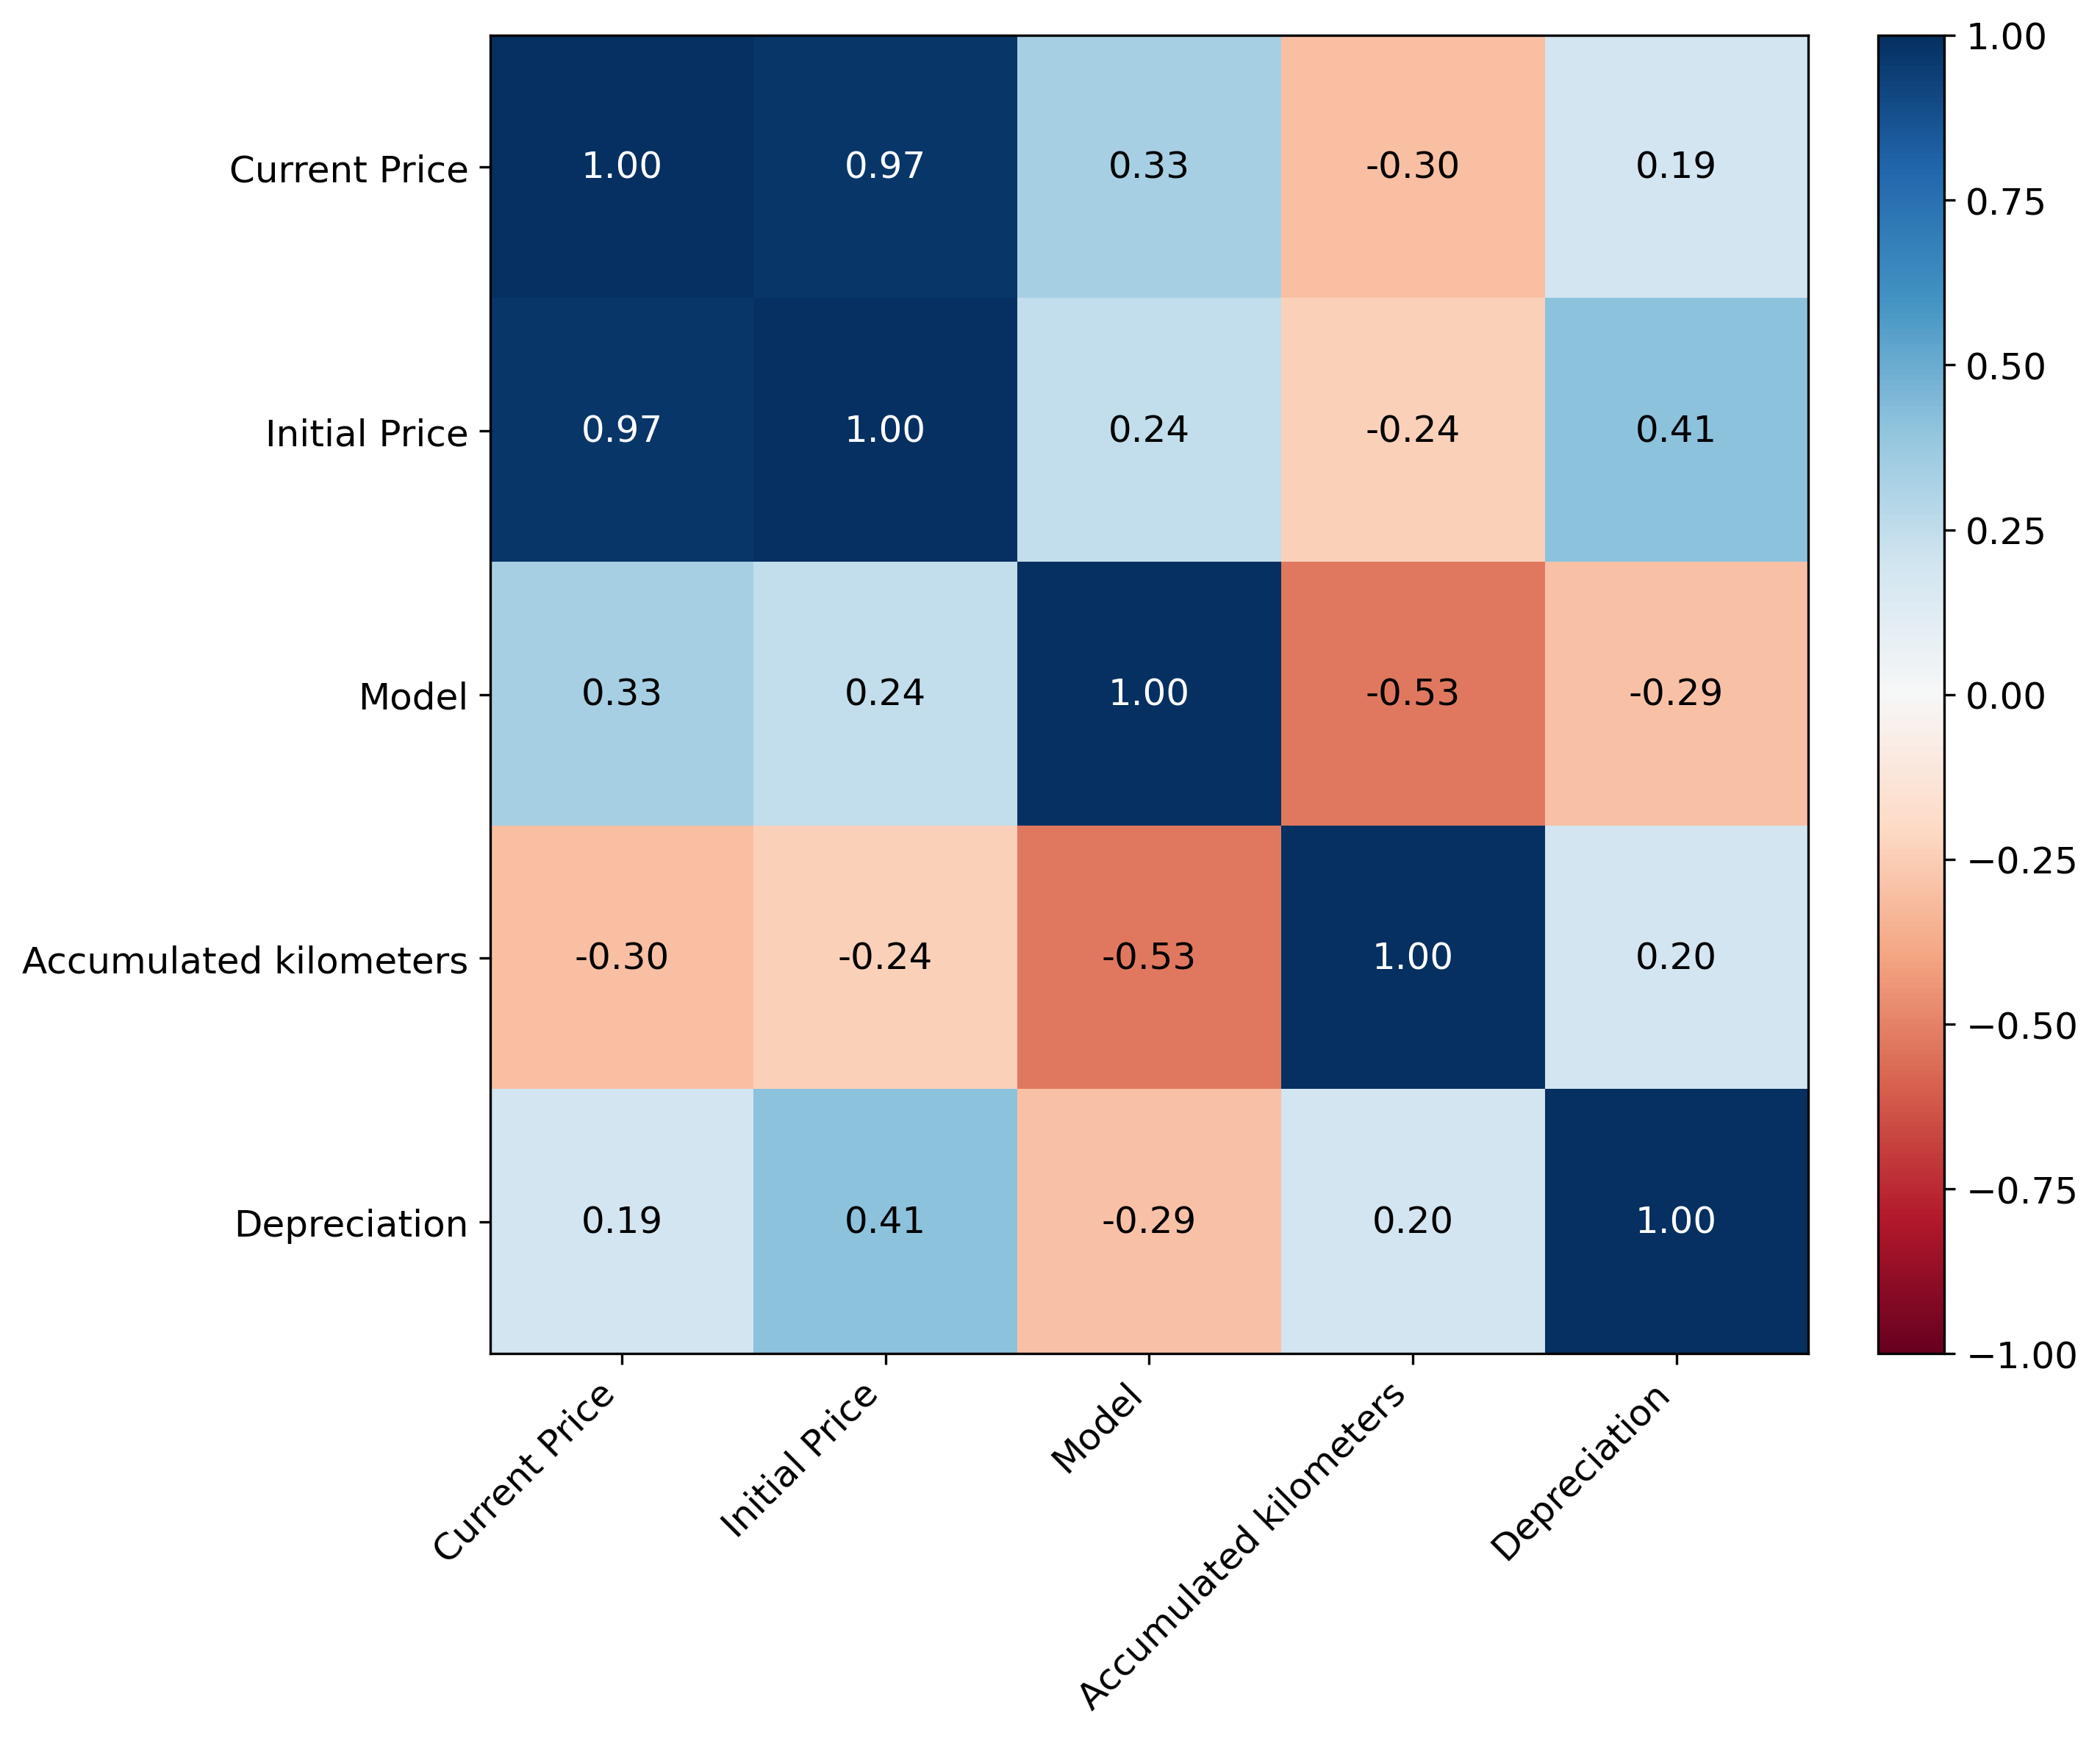 Current Price 1.00 0.97 0.33 -0.30 0.19
Initial Price 0.97 1.00 0.24 -0.24 0.41
Model 0.33 0.24 1.00 -0.53 -0.29
Accumulated kilometers -0.30 -0.24 -0.53 1.00 0.20
Depreciation 0.19 0.41 -0.29 0.20 1.00
Current Price
Initial Price
Model
Accumulated kilometers
Depreciation
1.00
0.75
0.50
0.25
0.00
−0.25
−0.50
−0.75
−1.00